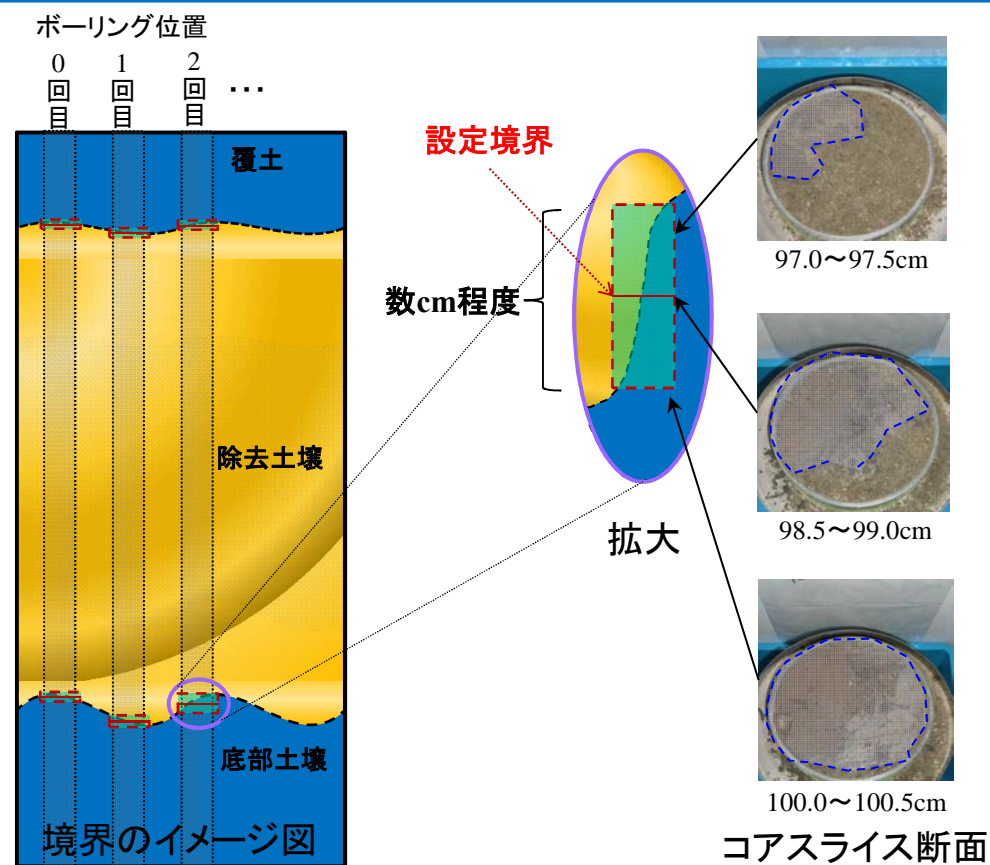 ボーリング位置
0回目
1回目
2回目
・・・
覆土
除去土壌
底部土壌
境界のイメージ図
設定境界
数cm程度
拡大
97.0～97.5cm
98.5～99.0cm
100.0～100.5cm
コアスライス断面